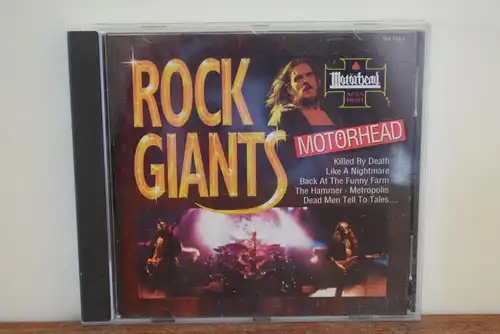 ROCK
GIANTS
Motörhead
MOTÖRHEAD
Killed By Death
Like A Nightmare
Back At The Funny Farm
The Hammer - Metropolis
Dead Men Tell To Tales...